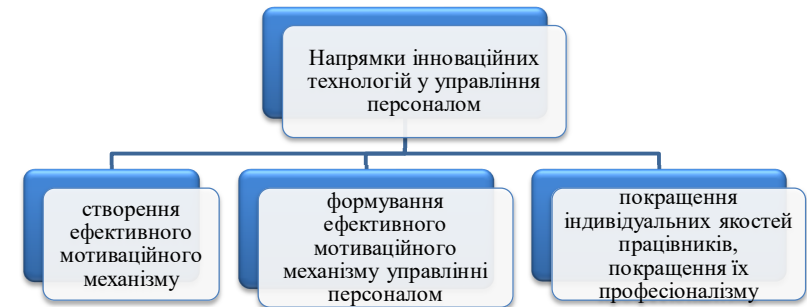 Напрямки інноваційних
технологій у управління
персоналом
створення
ефективного
мотиваційного
механізму
формування
ефективного
мотиваційного
механізму управлінні
персоналом
покращення
індивідуальних якостей
працівників,
покращення їх
професіоналізму